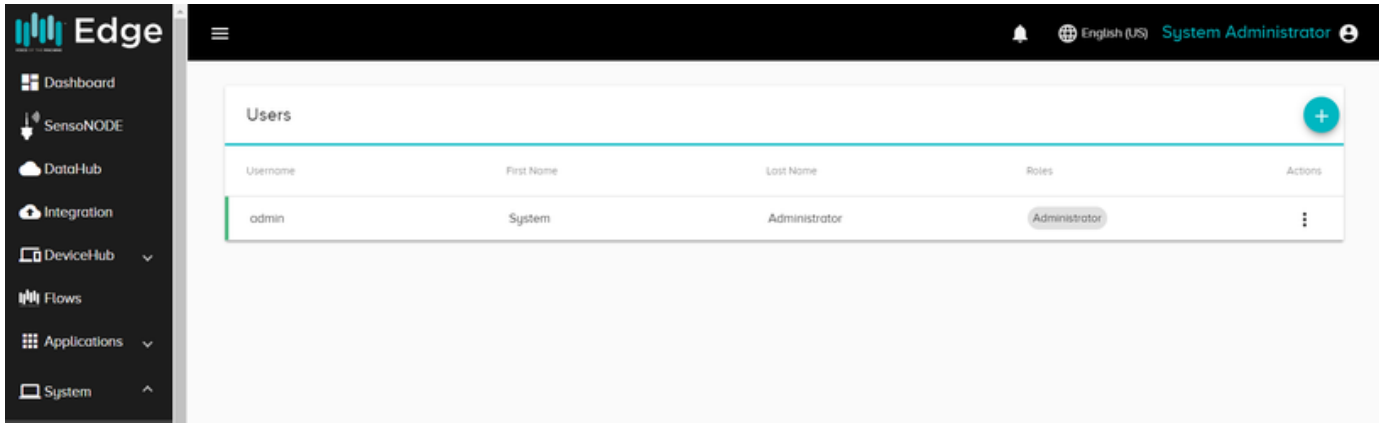 Edge
English (US) System Administrator
Dashboard
SensoNODE
DataHub
Integration
DeviceHub
Flows
Applications
System
Users
Username First Name Last Name Roles Actions
admin System Administrator Administrator